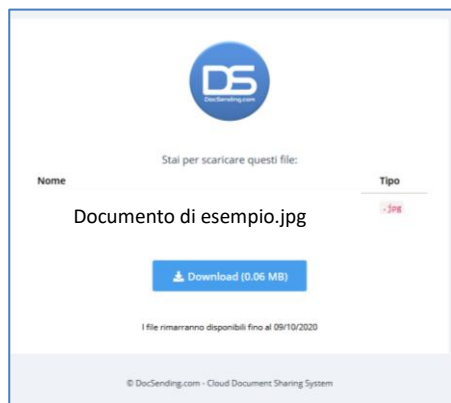 DS
DocSending.com
Stai per scaricare questi file:
Nome Tipo
Documento di esempio.jpg .jpg
Download (0.06 MB)
I file rimarranno disponibili fino al 09/10/2020
© DocSending.com - Cloud Document Sharing System